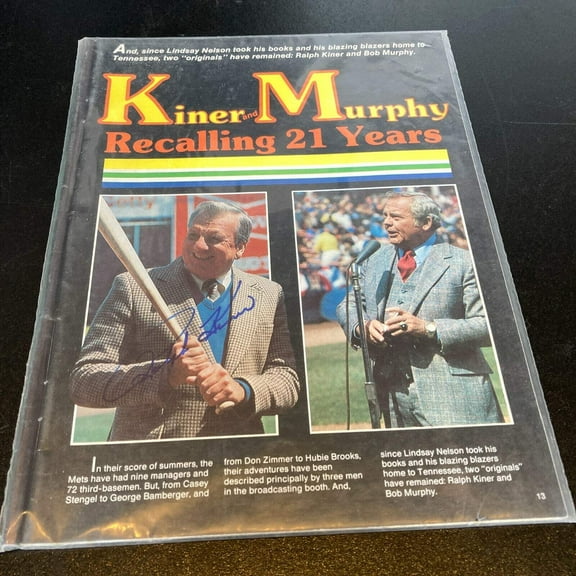 And, since Lindsay Nelson took his books and his blazing blazers home to
Tennessee, two "originals" have remained: Ralph Kiner and Bob Murphy.
Kiner and Murphy
Recalling 21 Years
In their score of summers, the
Mets have had nine managers and
72 third-basemen. But, from Casey
Stengel to George Bamberger, and
from Don Zimmer to Hubie Brooks,
their adventures have been
described principally by three men
in the broadcasting booth. And,
since Lindsay Nelson took his
books and his blazing blazers
home to Tennessee, two "originals"
have remained: Ralph Kiner and
Bob Murphy.
13